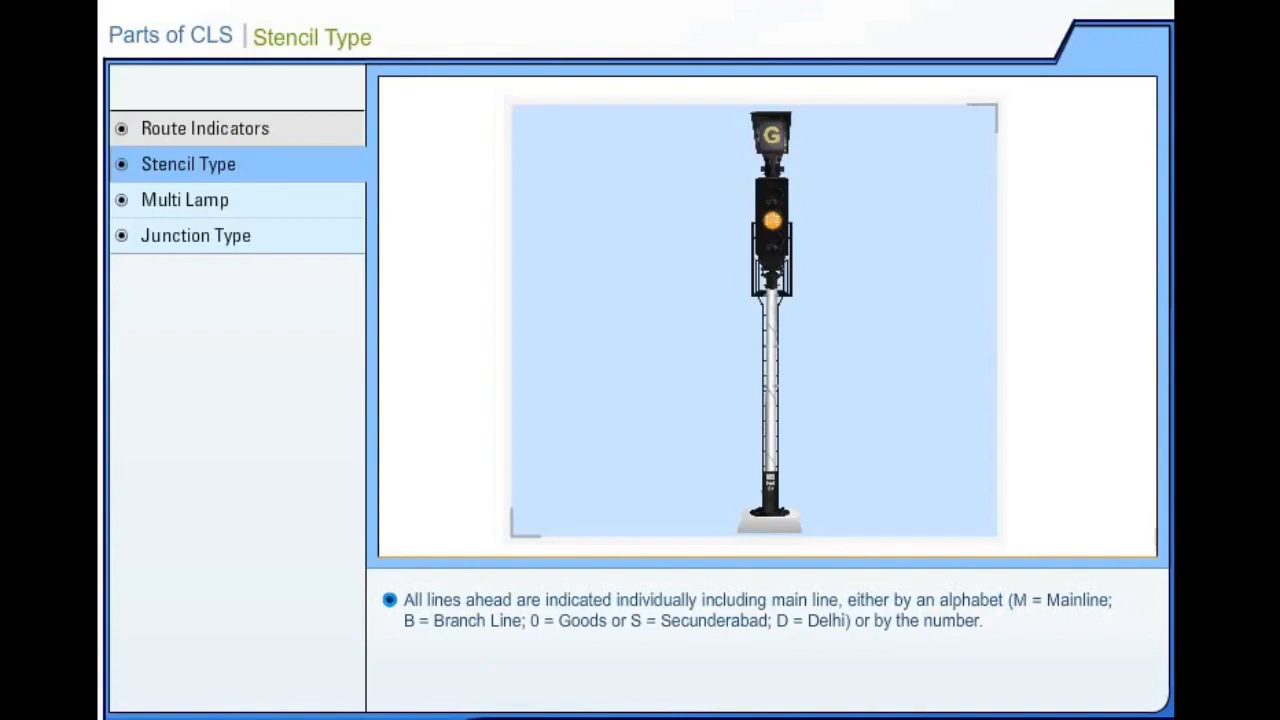 Parts of CLS | Stencil Type
Route Indicators
Stencil Type
Multi Lamp
Junction Type
G
All lines ahead are indicated individually including main line, either by an alphabet (M = Mainline;
B = Branch Line; 0 = Goods or S = Secunderabad; D = Delhi) or by the number.